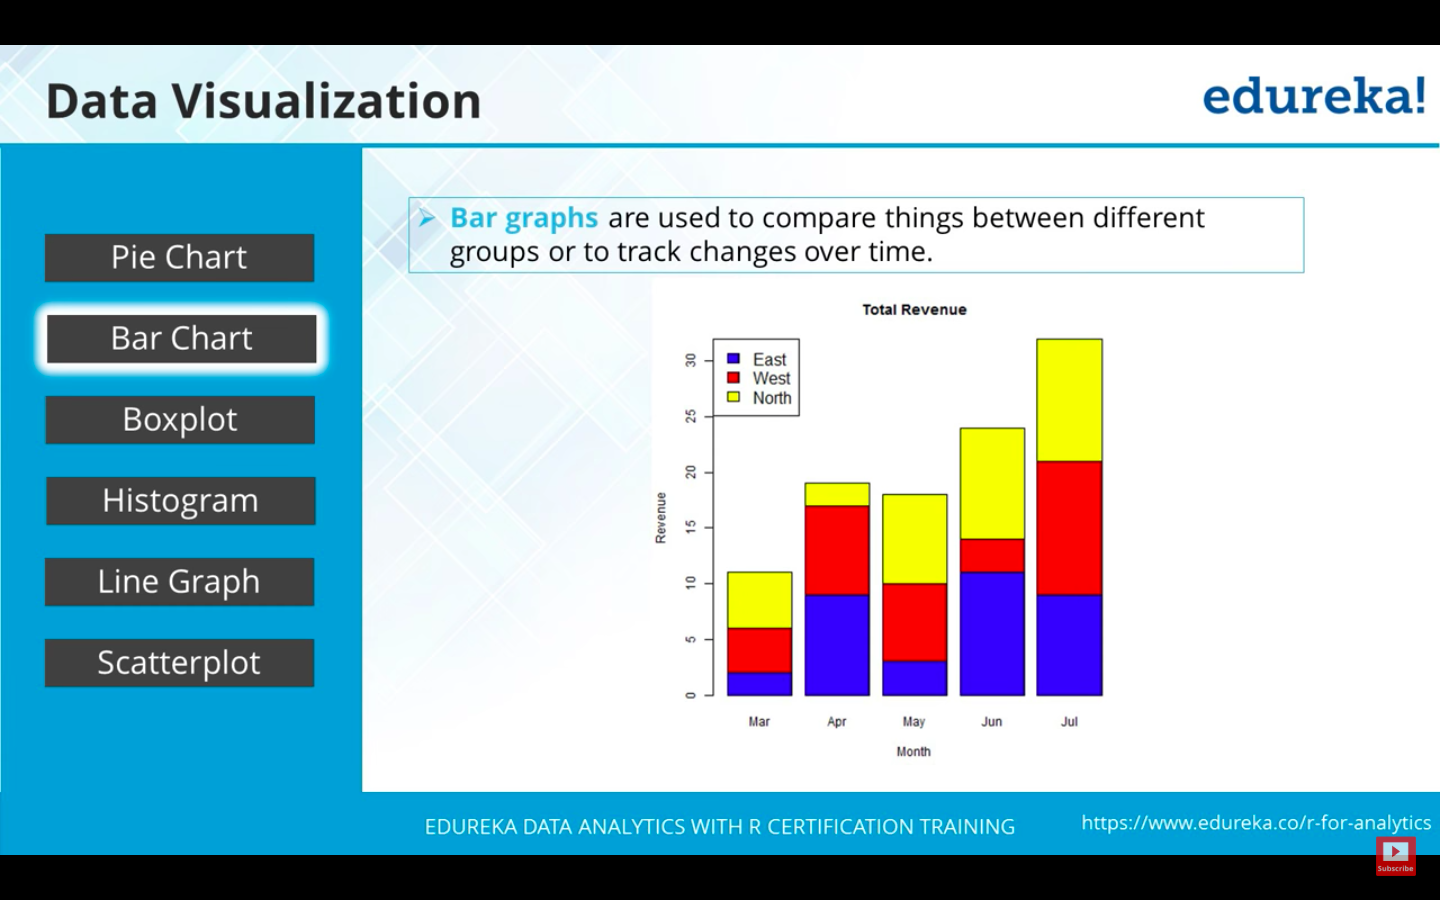 Data Visualization
edureka!
Pie Chart
Bar Chart
Boxplot
Histogram
Line Graph
Scatterplot
Bar graphs are used to compare things between different
groups or to track changes over time.
Total Revenue
East
West
North
Revenue
30
25
20
15
10
5
0
Mar Apr May Jun Jul
Month
EDUREKA DATA ANALYTICS WITH R CERTIFICATION TRAINING
https://www.edureka.co/r-for-analytics
Subscribe